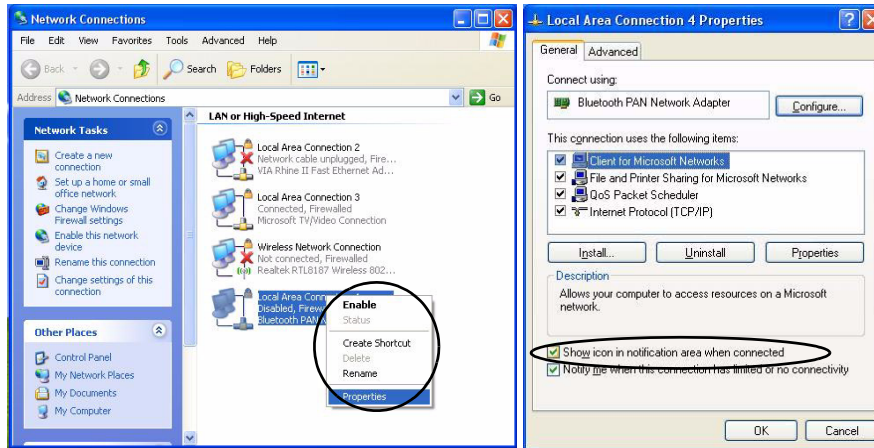 Network Connections
File Edit View Favorites Tools Advanced Help
Back Search Folders
Address Network Connections Go
Network Tasks
Create a new
connection
Set up a home or small
office network
Change Windows
Firewall settings
Enable this network
device
Rename this connection
Change settings of this
connection
Other Places
Control Panel
My Network Places
My Documents
My Computer
LAN or High-Speed Internet
Local Area Connection 2
Network cable unplugged, Fire...
VIA Rhine II Fast Ethernet Ad...
Local Area Connection 3
Connected, Firewalled
Microsoft TV/Video Connection
Wireless Network Connection
Not connected, Firewalled
Realtek RTL8187 Wireless 802...
Local Area Conn
Disabled, Firew
Bluetooth PAN
Enable
Status
Create Shortcut
Delete
Rename
Properties
Local Area Connection 4 Properties
General Advanced
Connect using:
Bluetooth PAN Network Adapter Configure...
This connection uses the following items:
Client for Microsoft Networks
File and Printer Sharing for Microsoft Networks
QoS Packet Scheduler
Internet Protocol (TCP/IP)
Install... Uninstall Properties
Description
Allows your computer to access resources on a Microsoft
network.
Show icon in notification area when connected
Notify me when this connection has limited or no connectivity
OK Cancel